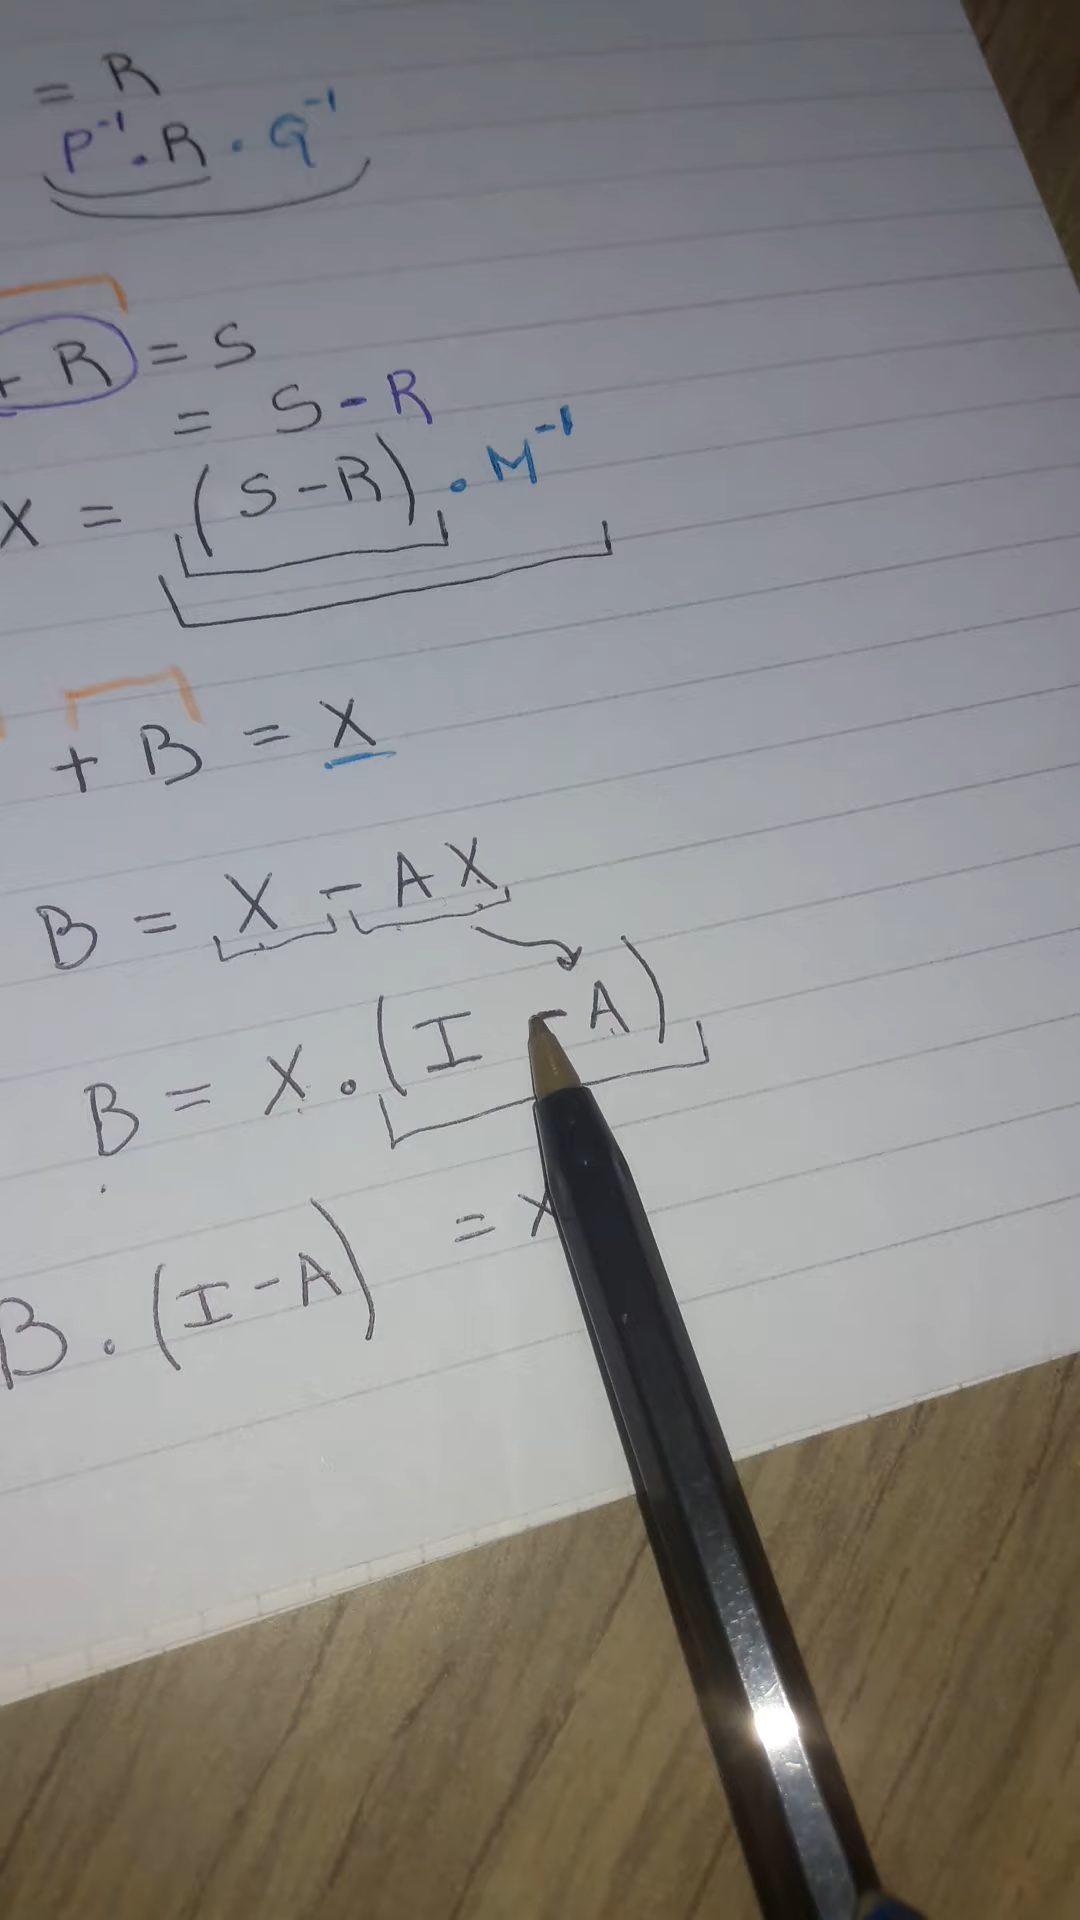 = R
P⁻¹ . R . Q⁻¹
+ R = S
= S - R
X = (S - R) . M⁻¹
+ B = X
B = X - AX
B = X . (I - A)
B . (I - A) = X